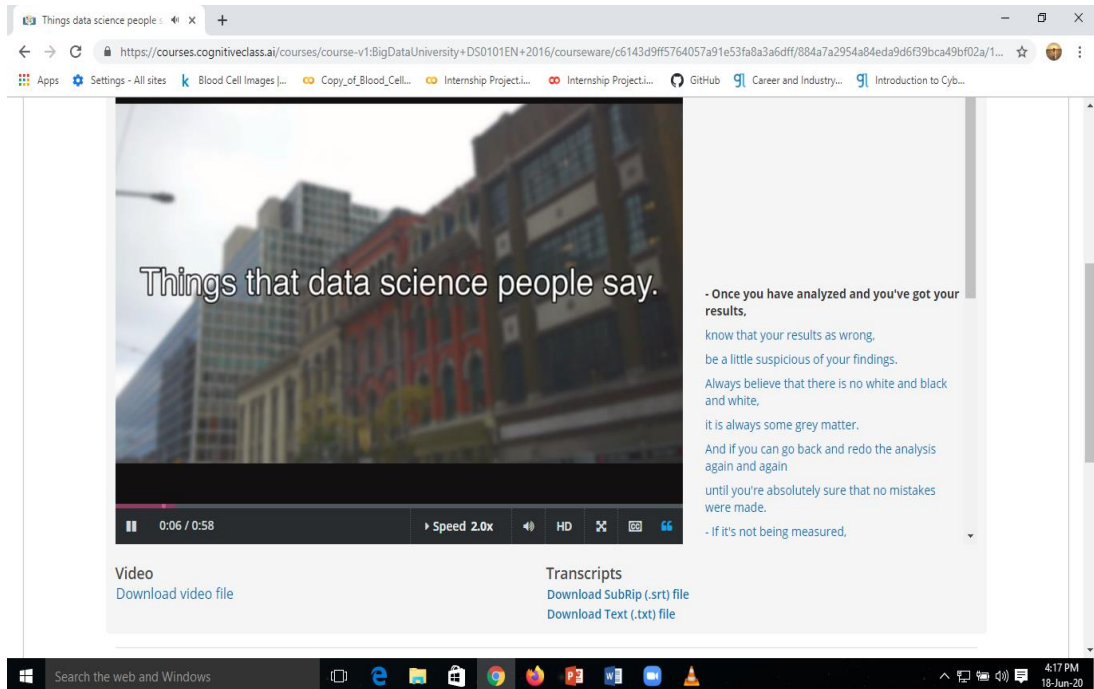 Things data science people s
https://courses.cognitiveclass.ai/courses/course-v1:BigDataUniversity+DS0101EN+2016/courseware/c6143d9ff5764057a91e53fa8a3a6dff/884a7a2954a84eda9d6f39bca49bf02a/1...
Apps Settings - All sites Blood Cell Images |... Copy_of_Blood_Cell... Internship Project.i... Internship Project.i... GitHub Career and Industry... Introduction to Cyb...
Things that data science people say.
- Once you have analyzed and you've got your
results,
know that your results as wrong,
be a little suspicious of your findings.
Always believe that there is no white and black
and white,
it is always some grey matter.
And if you can go back and redo the analysis
again and again
until you're absolutely sure that no mistakes
were made.
- If it's not being measured,
0:06 / 0:58 Speed 2.0x HD CC
Video
Download video file
Transcripts
Download SubRip (.srt) file
Download Text (.txt) file
Search the web and Windows
4:17 PM
18-Jun-20